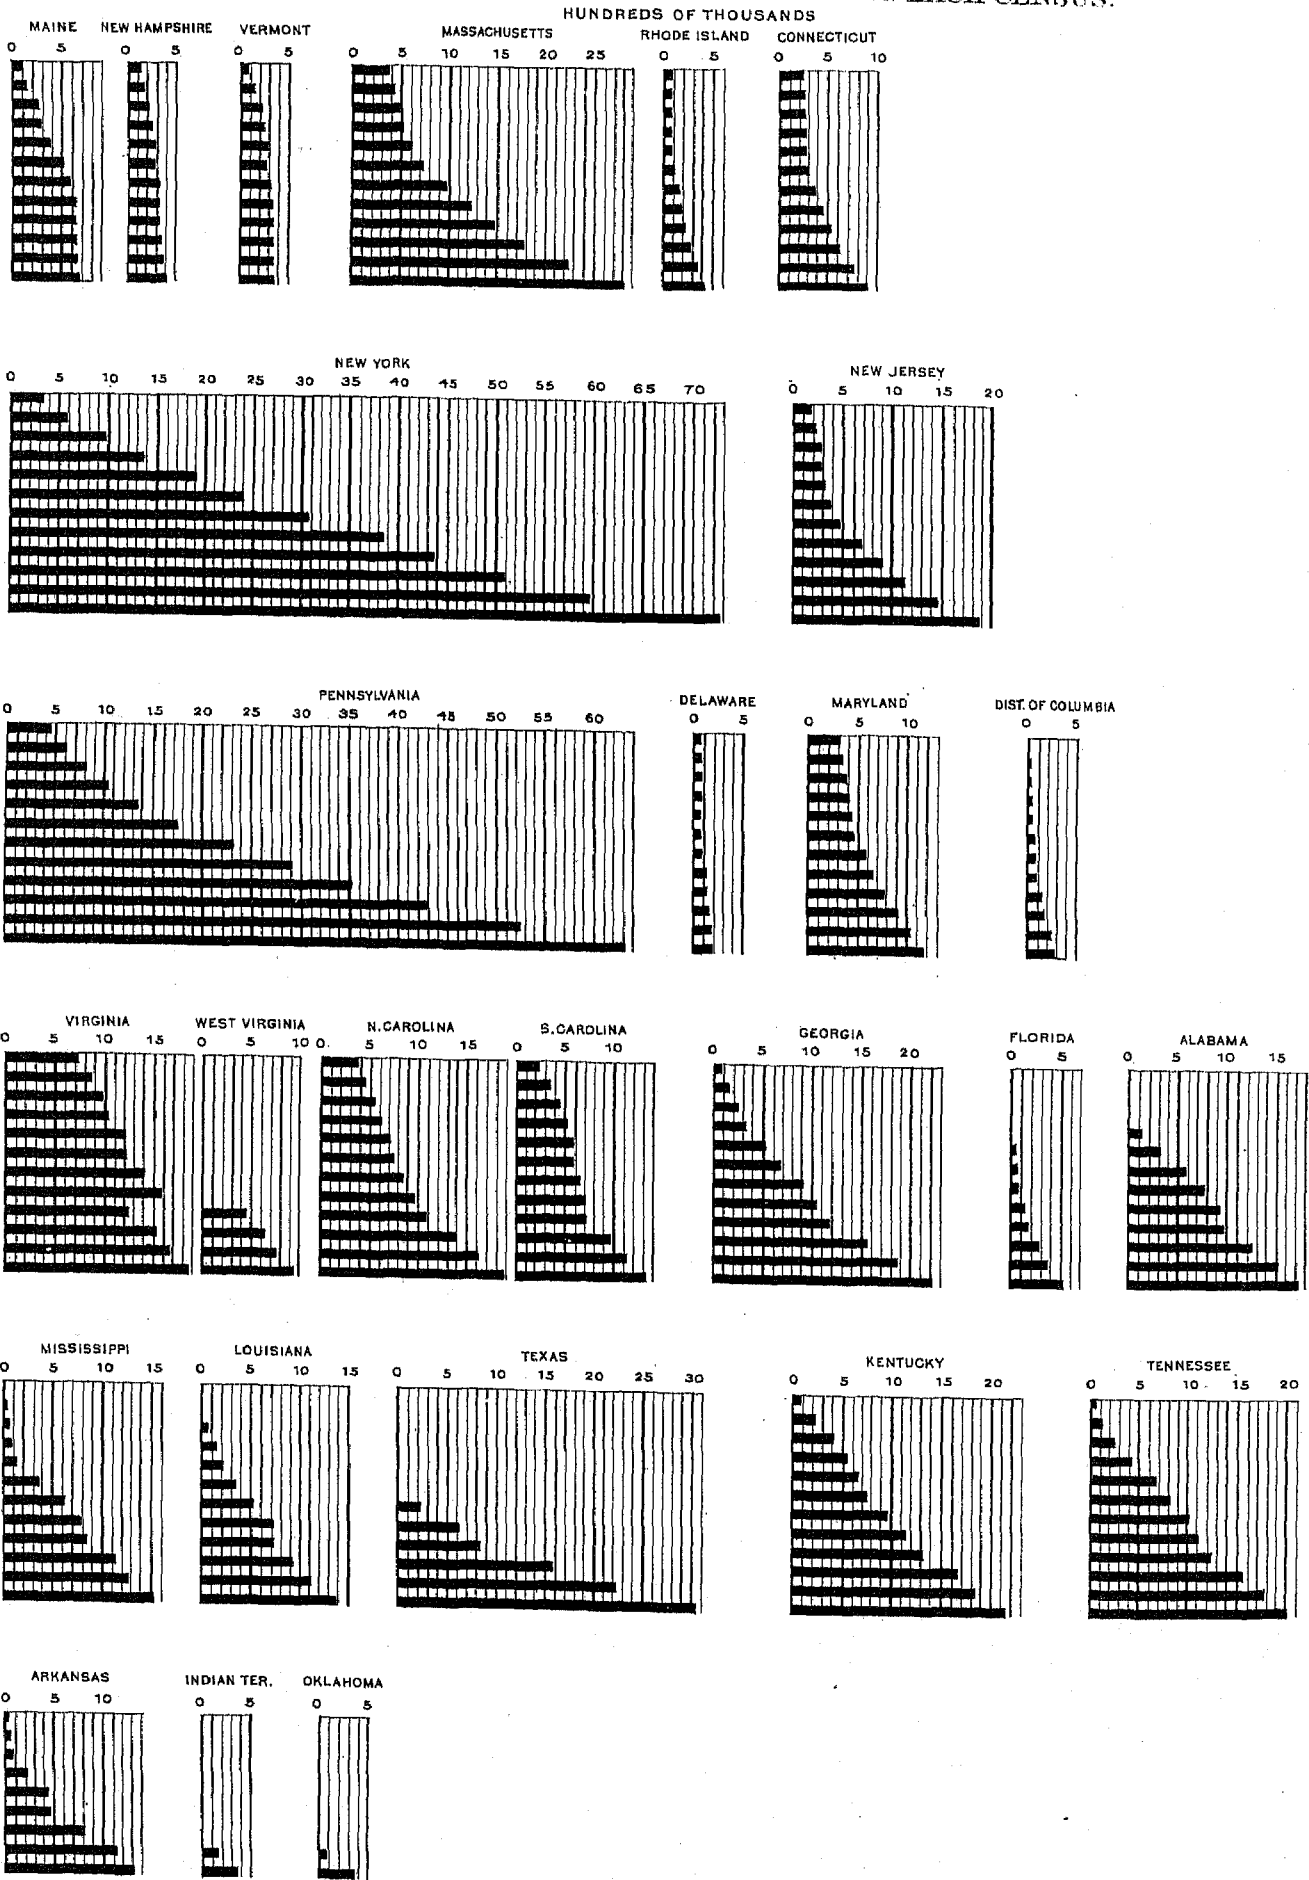 EACH CENSUS.
HUNDREDS OF THOUSANDS
MAINE NEW HAMPSHIRE VERMONT MASSACHUSETTS RHODE ISLAND CONNECTICUT
0 5 0 5 0 5 0 5 10 15 20 25 0 5 0 5 10
NEW YORK NEW JERSEY
0 5 10 15 20 25 30 35 40 45 50 55 60 65 70 0 5 10 15 20
PENNSYLVANIA DELAWARE MARYLAND DIST. OF COLUMBIA
0 5 10 15 20 25 30 35 40 45 50 55 60 0 5 0 5 10 0 5
VIRGINIA WEST VIRGINIA N. CAROLINA S. CAROLINA GEORGIA FLORIDA ALABAMA
0 5 10 15 0 5 10 0 5 10 15 0 5 10 0 5 10 15 20 0 5 0 5 10 15
MISSISSIPPI LOUISIANA TEXAS KENTUCKY TENNESSEE
0 5 10 15 0 5 10 15 0 5 10 15 20 25 30 0 5 10 15 20 0 5 10 15 20
ARKANSAS INDIAN TER. OKLAHOMA
0 5 10 0 5 0 5